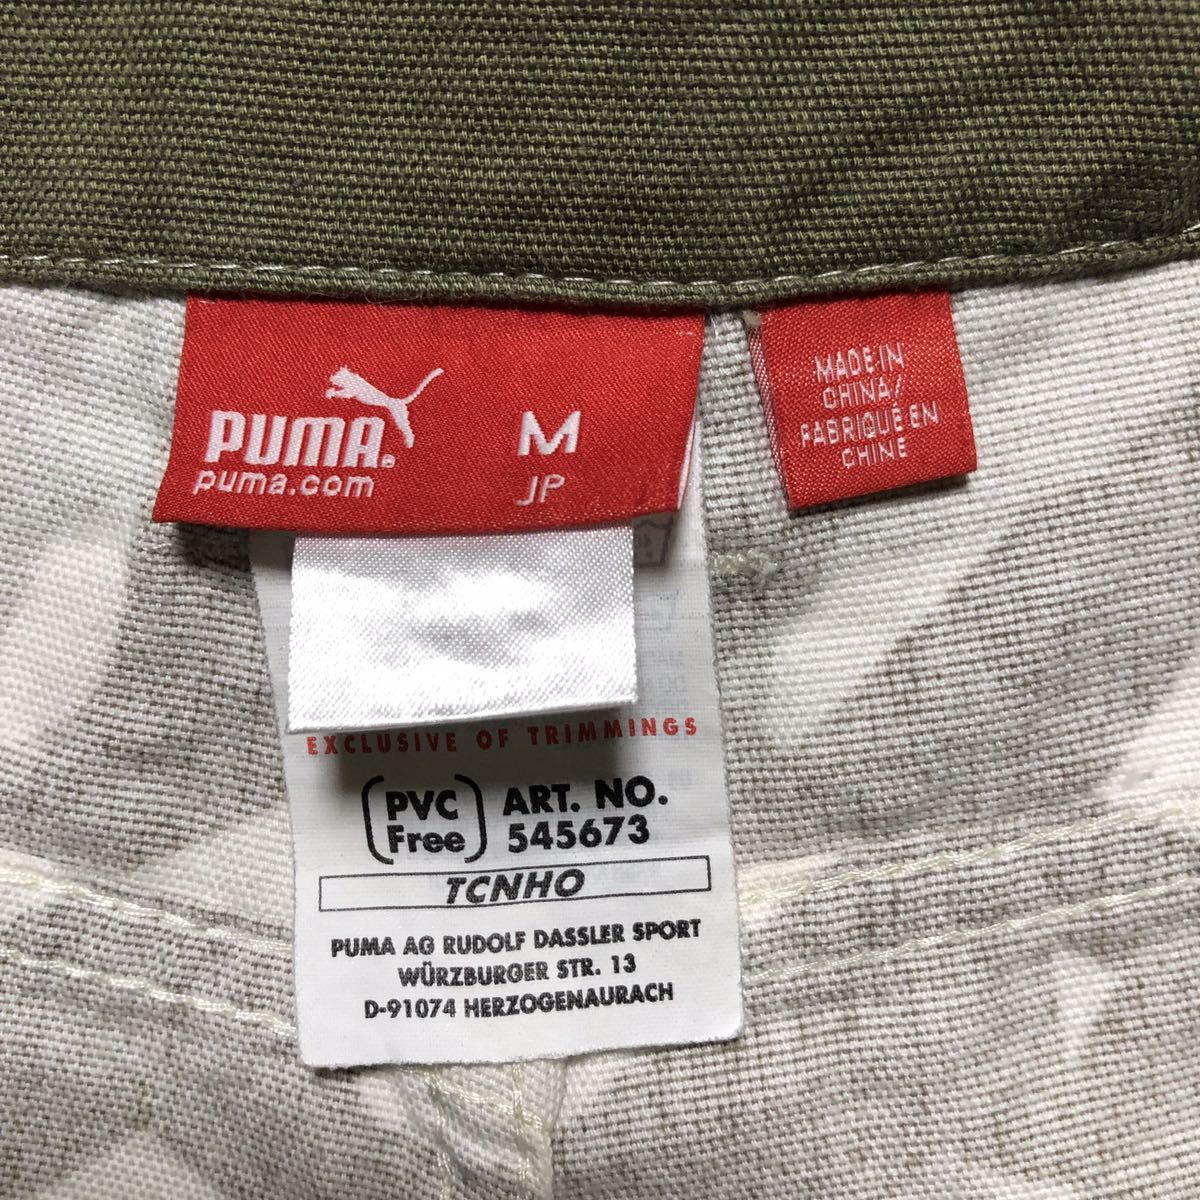 PUMA
puma.com
M
JP
MADE IN
CHINA/
FABRIQUÉ EN
CHINE
EXCLUSIVE OF TRIMMINGS
PVC
Free
ART. NO.
545673
TCNHO
PUMA AG RUDOLF DASSLER SPORT
WÜRZBURGER STR. 13
D-91074 HERZOGENAURACH